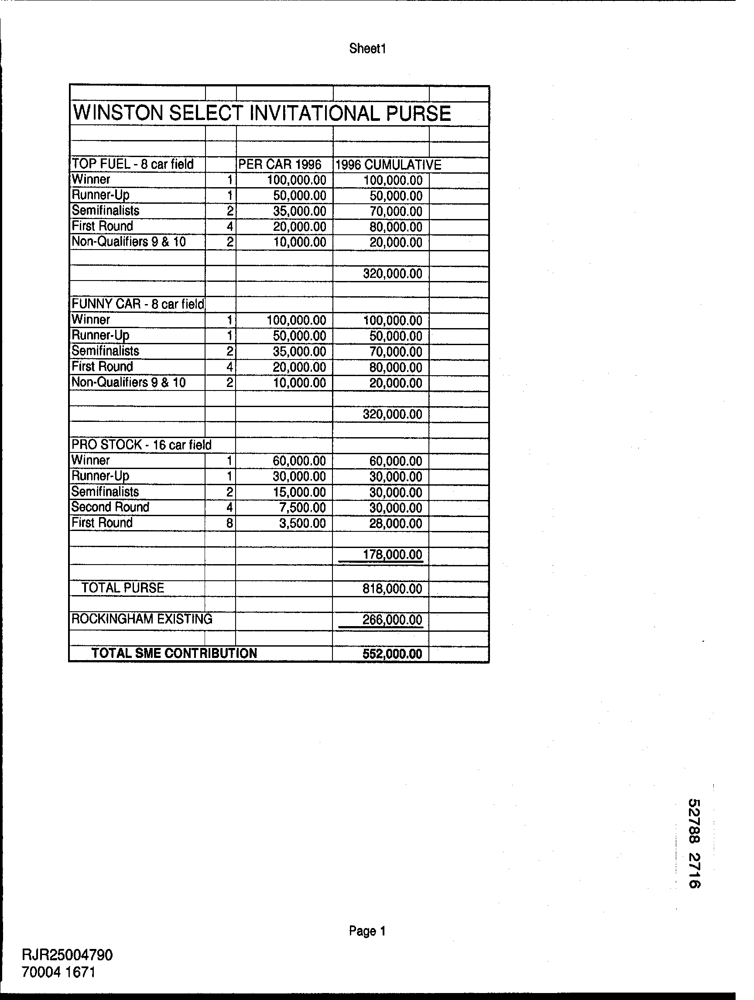 Sheet1
WINSTON SELECT INVITATIONAL PURSE
TOP FUEL - 8 car field PER CAR 1996 1996 CUMULATIVE
Winner 1 100,000.00 100,000.00
Runner-Up 1 50,000.00 50,000.00
Semifinalists 2 35,000.00 70,000.00
First Round 4 20,000.00 80,000.00
Non-Qualifiers 9 & 10 2 10,000.00 20,000.00
320,000.00
FUNNY CAR - 8 car field
Winner 1 100,000.00 100,000.00
Runner-Up 1 50,000.00 50,000.00
Semifinalists 2 35,000.00 70,000.00
First Round 4 20,000.00 80,000.00
Non-Qualifiers 9 & 10 2 10,000.00 20,000.00
320,000.00
PRO STOCK - 16 car field
Winner 1 60,000.00 60,000.00
Runner-Up 1 30,000.00 30,000.00
Semifinalists 2 15,000.00 30,000.00
Second Round 4 7,500.00 30,000.00
First Round 8 3,500.00 28,000.00
178,000.00
TOTAL PURSE 818,000.00
ROCKINGHAM EXISTING 266,000.00
TOTAL SME CONTRIBUTION 552,000.00
52788 2716
Page 1
RJR25004790
70004 1671